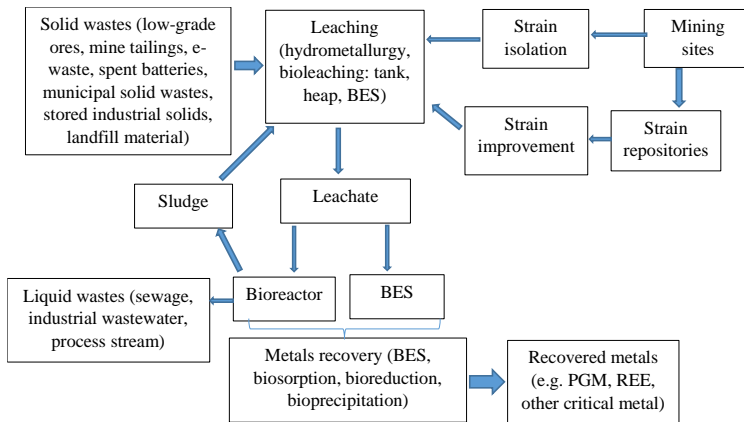 Solid wastes (low-grade
ores, mine tailings, e-
waste, spent batteries,
municipal solid wastes,
stored industrial solids,
landfill material)
Leaching
(hydrometallurgy,
bioleaching: tank,
heap, BES)
Strain
isolation
Mining
sites
Strain
improvement
Strain
repositories
Sludge
Leachate
Liquid wastes (sewage,
industrial wastewater,
process stream)
Bioreactor
BES
Metals recovery (BES,
biosorption, bioreduction,
bioprecipitation)
Recovered metals
(e.g. PGM, REE,
other critical metal)